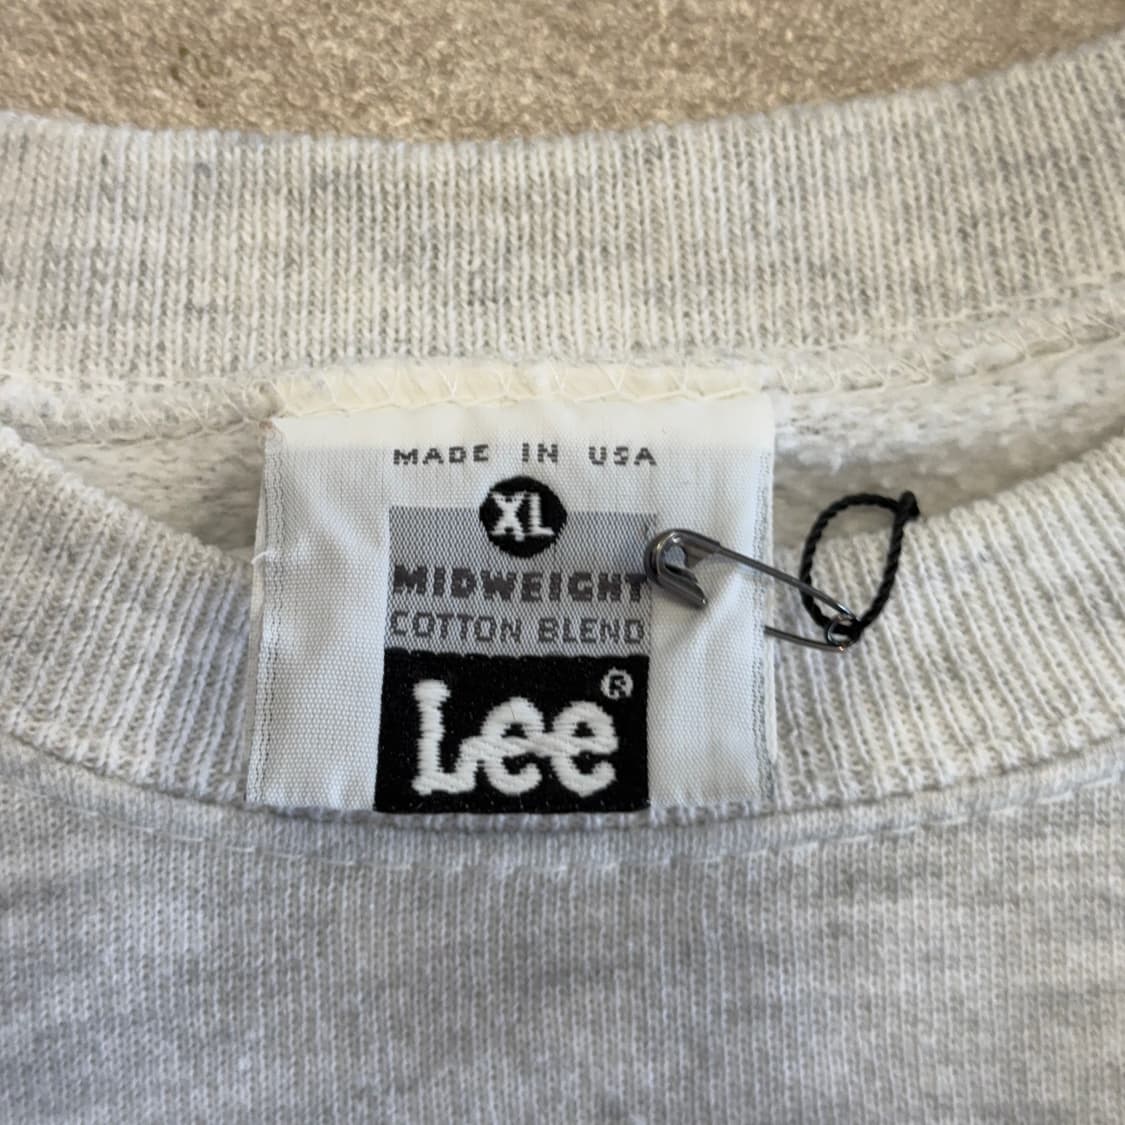 MADE IN USA
XL
MIDWEIGHT
COTTON BLEND
Lee®